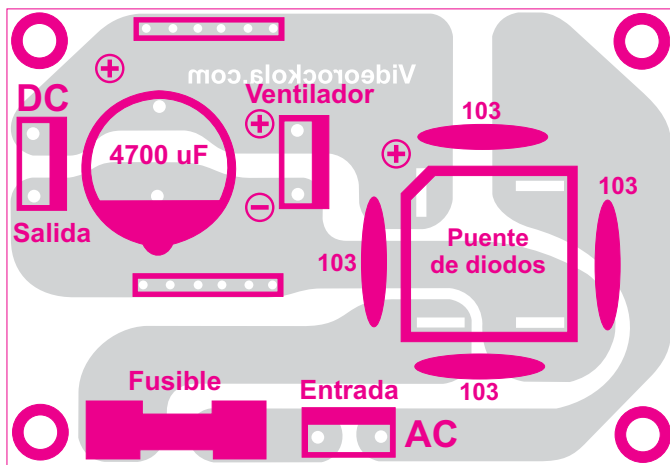 Videorockola.com
DC
Ventilador
4700 uF
Salida
103
103
103
103
Puente
de diodos
Fusible
Entrada
AC